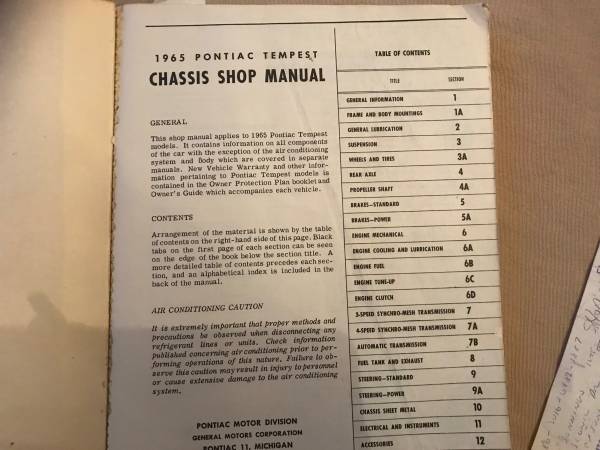 1965 PONTIAC TEMPEST
CHASSIS SHOP MANUAL
GENERAL
This shop manual applies to 1965 Pontiac Tempest
models. It contains information on all components
of the car with the exception of the air conditioning
system and Body which are covered in separate
manuals. New Vehicle Warranty and other infor-
mation pertaining to Pontiac Tempest models is
contained in the Owner Protection Plan booklet and
Owner's Guide which accompanies each vehicle.
CONTENTS
Arrangement of the material is shown by the table
of contents on the right-hand side of this page. Black
tabs on the first page of each section can be seen
on the edge of the book below the section title. A
more detailed table of contents precedes each sec-
tion, and an alphabetical index is included in the
back of the manual.
AIR CONDITIONING CAUTION
It is extremely important that proper methods and
precautions be observed when disconnecting any
refrigerant lines or units. Check information
published concerning air conditioning prior to per-
forming operations of this nature. Failure to ob-
serve this caution may result in injury to personnel
or cause extensive damage to the air conditioning
system.
PONTIAC MOTOR DIVISION
GENERAL MOTORS CORPORATION
PONTIAC 11, MICHIGAN
TABLE OF CONTENTS
TITLE SECTION
GENERAL INFORMATION 1
FRAME AND BODY MOUNTINGS 1A
GENERAL LUBRICATION 2
SUSPENSION 3
WHEELS AND TIRES 3A
REAR AXLE 4
PROPELLER SHAFT 4A
BRAKES—STANDARD 5
BRAKES—POWER 5A
ENGINE MECHANICAL 6
ENGINE COOLING AND LUBRICATION 6A
ENGINE FUEL 6B
ENGINE TUNE-UP 6C
ENGINE CLUTCH 6D
3-SPEED SYNCHRO-MESH TRANSMISSION 7
4-SPEED SYNCHRO-MESH TRANSMISSION 7A
AUTOMATIC TRANSMISSION 7B
FUEL TANK AND EXHAUST 8
STEERING—STANDARD 9
STEERING—POWER 9A
CHASSIS SHEET METAL 10
ELECTRICAL AND INSTRUMENTS 11
ACCESSORIES 12